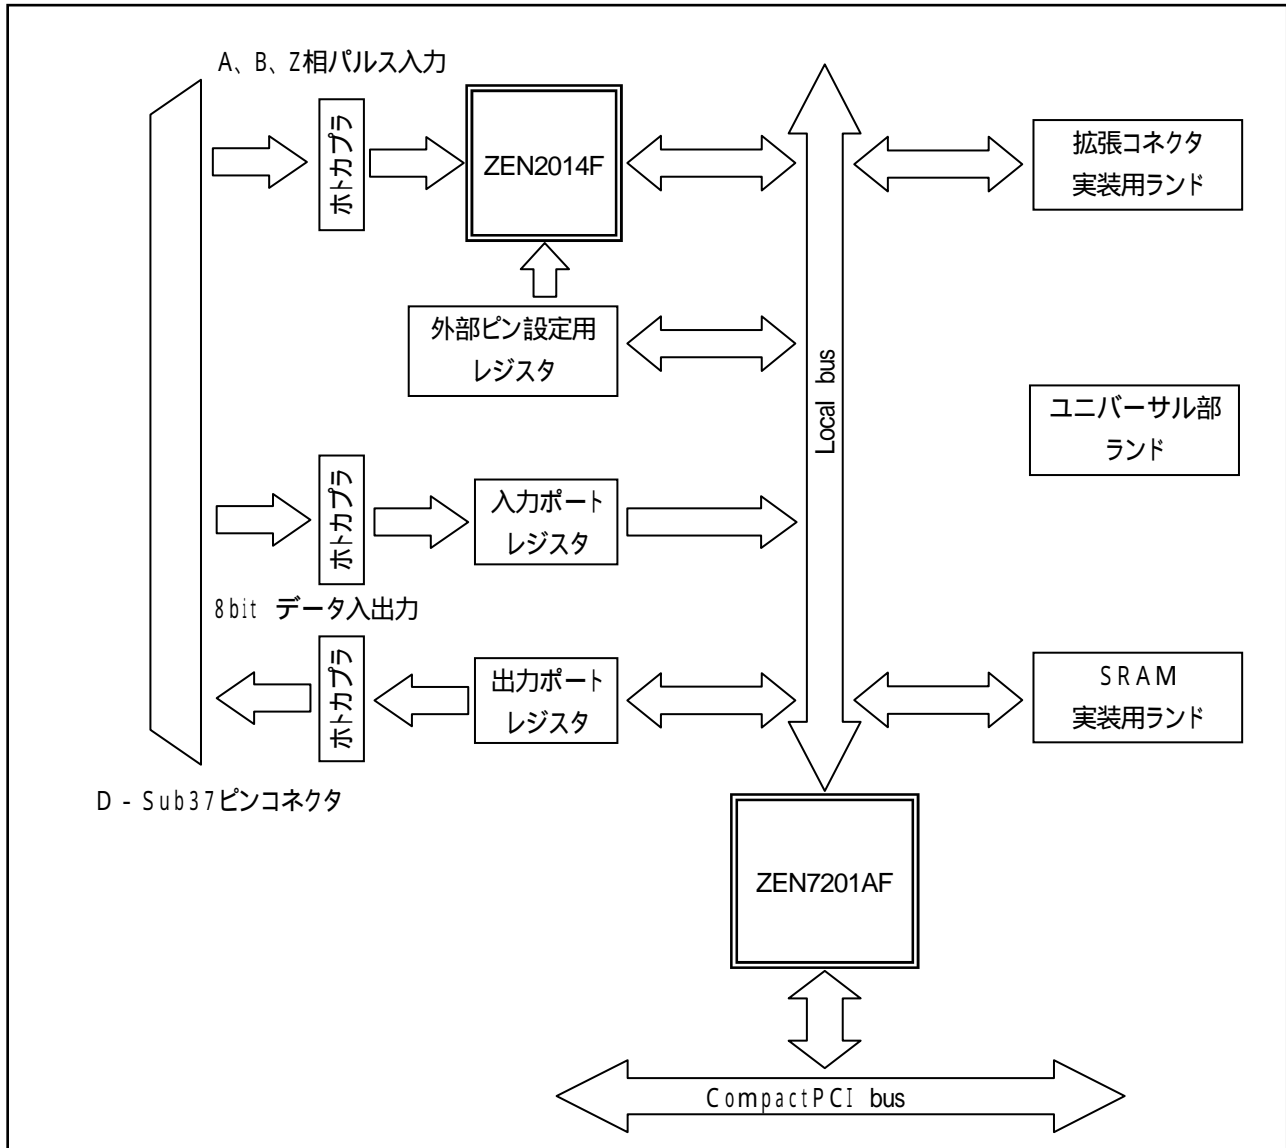 A、B、Z相パルス入力
ホトカプラ
ZEN2014F
拡張コネクタ
実装用ランド
外部ピン設定用
レジスタ
Local bus
ユニバーサル部
ランド
ホトカプラ
入力ポート
レジスタ
8bit データ入出力
ホトカプラ
出力ポート
レジスタ
SRAM
実装用ランド
D - Sub37ピンコネクタ
ZEN7201AF
CompactPCI bus